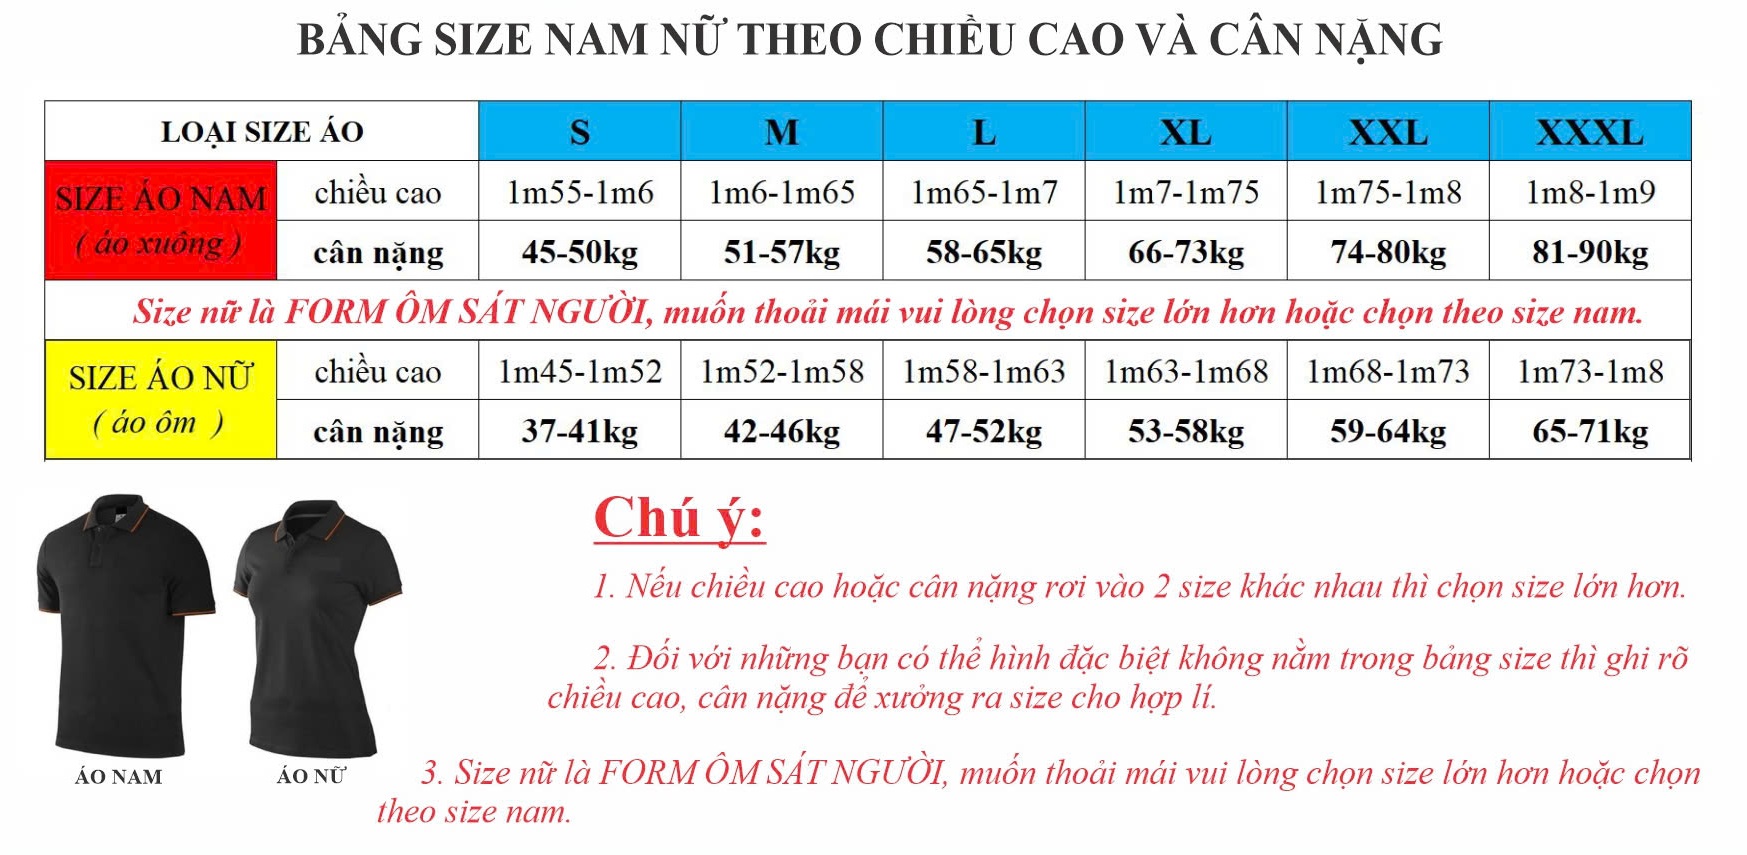 BẢNG SIZE NAM NỮ THEO CHIỀU CAO VÀ CÂN NẶNG
LOẠI SIZE ÁO S M L XL XXL XXXL
SIZE ÁO NAM
( áo xuông )
chiều cao 1m55-1m6 1m6-1m65 1m65-1m7 1m7-1m75 1m75-1m8 1m8-1m9
cân nặng 45-50kg 51-57kg 58-65kg 66-73kg 74-80kg 81-90kg
Size nữ là FORM ÔM SÁT NGƯỜI, muốn thoải mái vui lòng chọn size lớn hơn hoặc chọn theo size nam.
SIZE ÁO NỮ
( áo ôm )
chiều cao 1m45-1m52 1m52-1m58 1m58-1m63 1m63-1m68 1m68-1m73 1m73-1m8
cân nặng 37-41kg 42-46kg 47-52kg 53-58kg 59-64kg 65-71kg
Chú ý:
1. Nếu chiều cao hoặc cân nặng rơi vào 2 size khác nhau thì chọn size lớn hơn.
2. Đối với những bạn có thể hình đặc biệt không nằm trong bảng size thì ghi rõ
chiều cao, cân nặng để xưởng ra size cho hợp lí.
ÁO NAM
ÁO NỮ
3. Size nữ là FORM ÔM SÁT NGƯỜI, muốn thoải mái vui lòng chọn size lớn hơn hoặc chọn
theo size nam.